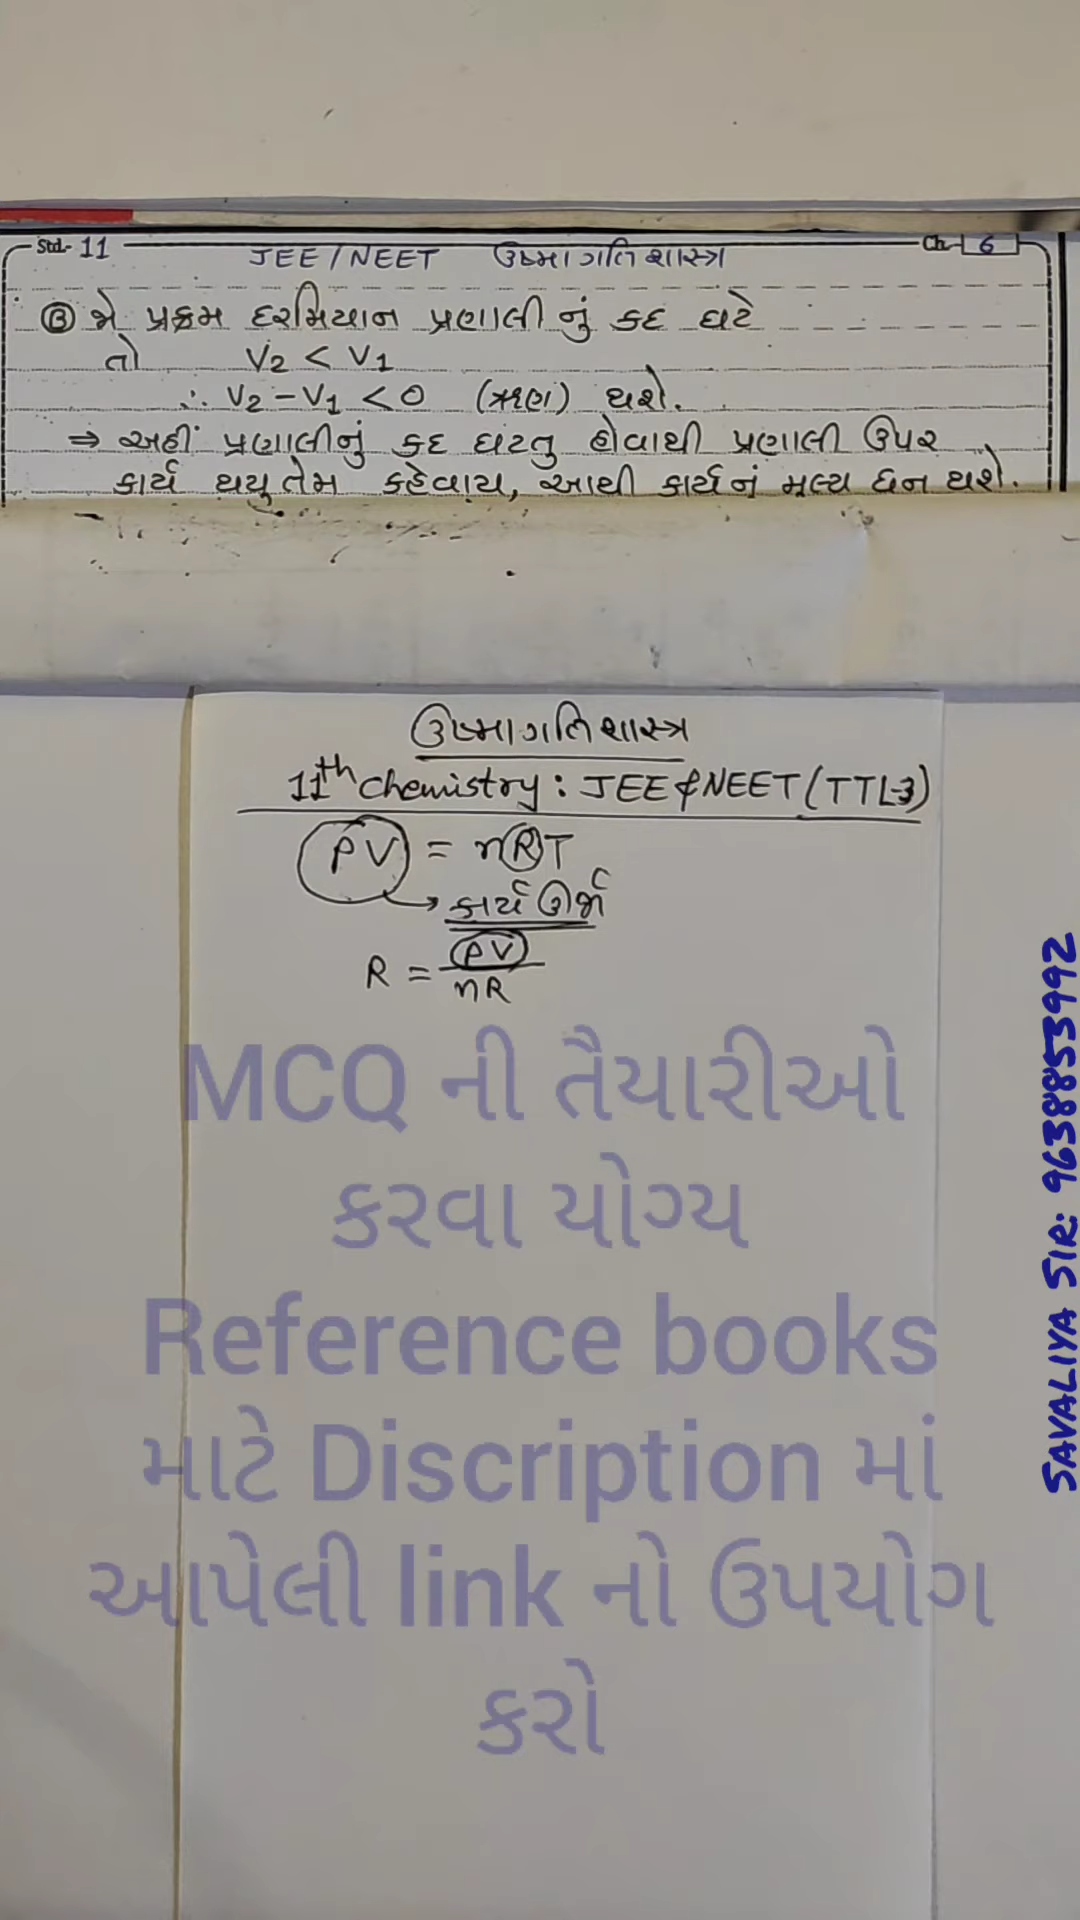 Std.- 11 JEE/NEET ઉષ્માગતિશાસ્ત્ર Ch- 6
Ⓑ જો પ્રક્રમ દરમિયાન પ્રણાલીનું કદ ઘટે
તો V2 < V1
∴ V2 – V1 < 0 (ઋણ) થશે.
⇒ અહીં પ્રણાલીનું કદ ઘટતુ હોવાથી પ્રણાલી ઉપર
કાર્ય થયુ તેમ કહેવાય, આથી કાર્યનું મૂલ્ય ધન થશે.
ઉષ્માગતિશાસ્ત્ર
11th chemistry: JEE & NEET (TTL-3)
PV = nRT
→ કાર્ય ઊર્જા
R = PV
nR
MCQ ની તૈયારીઓ
કરવા યોગ્ય
Reference books
માટે Discription માં
આપેલી link નો ઉપયોગ
કરો
SAVALIYA SIR: 9638853992